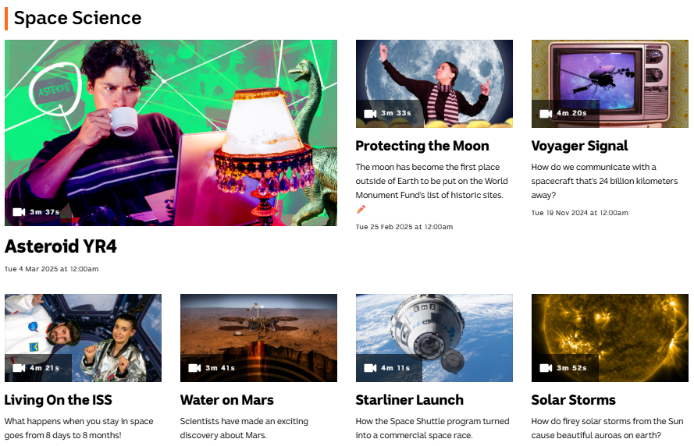 Space Science
ASTEROID
3m 37s
3m 33s
4m 20s
Asteroid YR4
Tue 4 Mar 2025 at 12:00am
Protecting the Moon
The moon has become the first place
outside of Earth to be put on the World
Monument Fund's list of historic sites.
Tue 25 Feb 2025 at 12:00am
Voyager Signal
How do we communicate with a
spacecraft that's 24 billion kilometers
away?
Tue 19 Nov 2024 at 12:00am
4m 21s
3m 41s
4m 11s
3m 52s
Living On the ISS
What happens when you stay in space
goes from 8 days to 8 months!
Water on Mars
Scientists have made an exciting
discovery about Mars.
Starliner Launch
How the Space Shuttle program turned
into a commercial space race.
Solar Storms
How do firey solar storms from the Sun
cause beautiful auroas on earth?